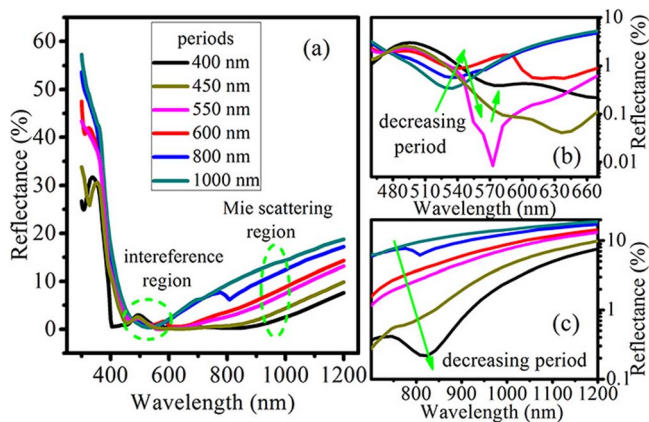 periods
400 nm
450 nm
550 nm
600 nm
800 nm
1000 nm
(a)
Mie scattering
region
intereference
region
Reflectance (%)
60
50
40
30
20
10
0
400 600 800 1000 1200
Wavelength (nm)
decreasing
period
(b)
10
1
0.1
0.01
Reflectance (%)
480 510 540 570 600 630 660
Wavelength (nm)
decreasing period
(c)
10
1
0.1
Reflectance (%)
800 900 1000 1100 1200
Wavelength (nm)